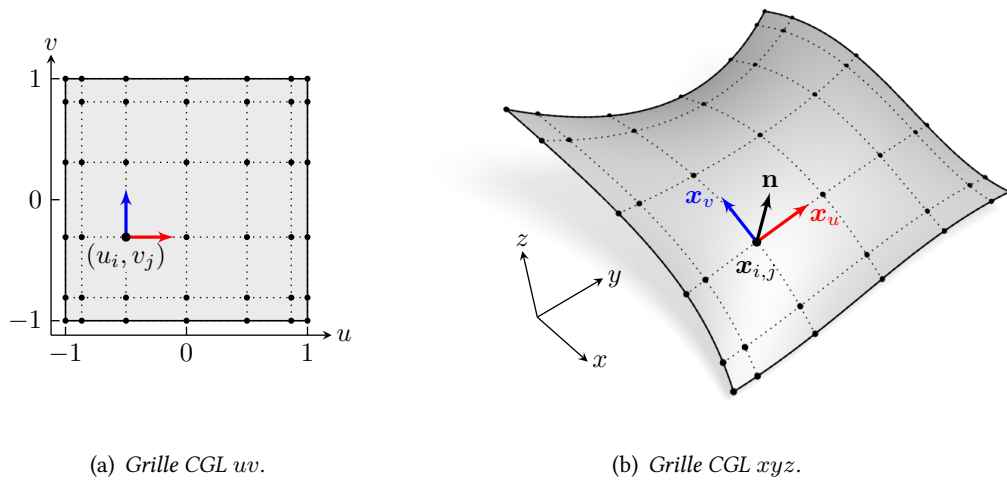 v
1
0
−1
(u_i, v_j)
−1
0
1
u
x_v
n
x_u
x_{i,j}
z
y
x
(a) Grille CGL uv.
(b) Grille CGL xyz.